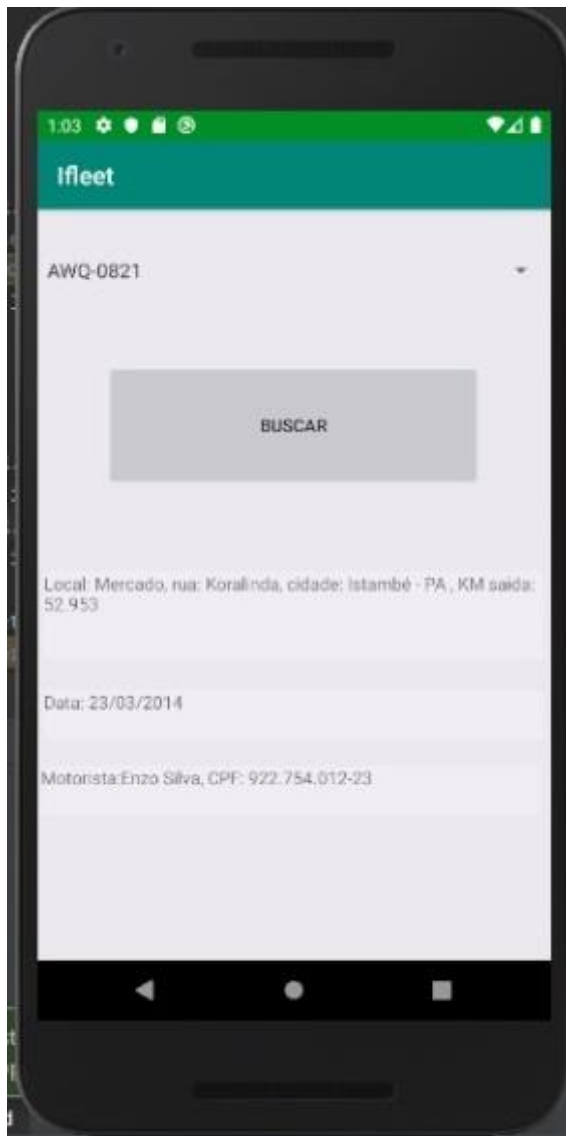 1:03
Ifleet
AWQ-0821
BUSCAR
Local: Mercado, rua: Koralinda, cidade: Istambé - PA , KM saida:
52.953
Data: 23/03/2014
Motorista:Enzo Silva, CPF: 922.754.012-23